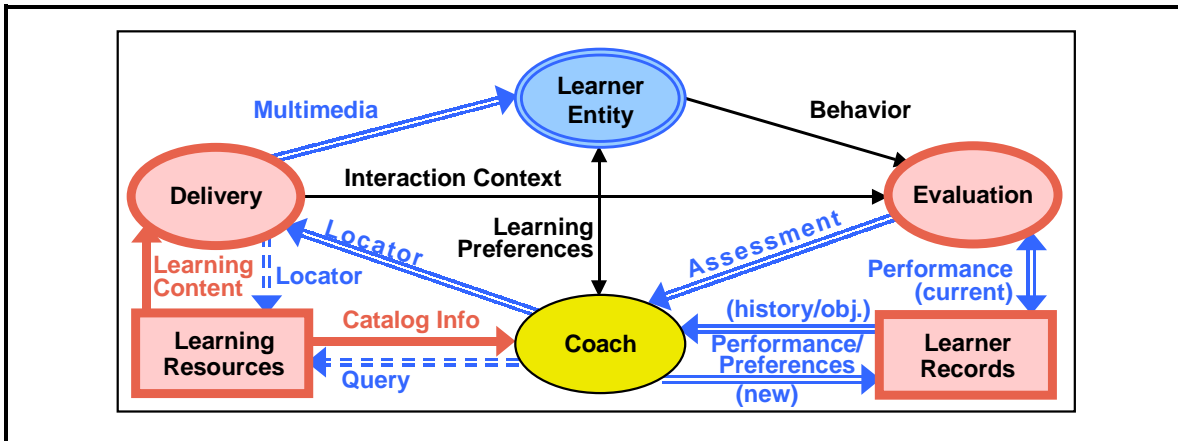 Learner
Entity
Multimedia
Behavior
Delivery
Interaction Context
Evaluation
Learning
Preferences
Locator
Assessment
Learning
Content
Locator
Performance
(current)
(history/obj.)
Catalog Info
Learning
Resources
Coach
Performance/
Preferences
Learner
Records
Query
(new)